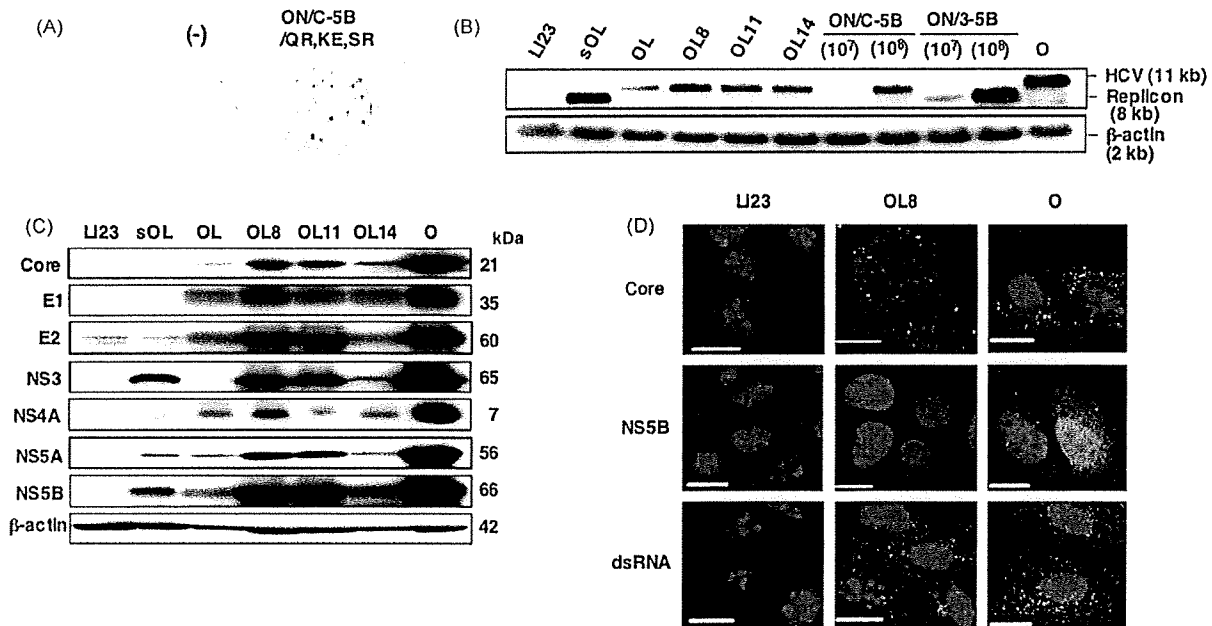 (A)
(-)
ON/C-5B
/QR,KE,SR
(B)
LI23
sOL
OL
OL8
OL11
OL14
ON/C-5B
(10⁷) (10⁸)
ON/3-5B
(10⁷) (10⁸)
O
HCV (11 kb)
Replicon
(8 kb)
β-actin
(2 kb)
(C)
LI23 sOL OL OL8 OL11 OL14 O kDa
Core 21
E1 35
E2 60
NS3 65
NS4A 7
NS5A 56
NS5B 66
β-actin 42
(D)
LI23 OL8 O
Core
NS5B
dsRNA